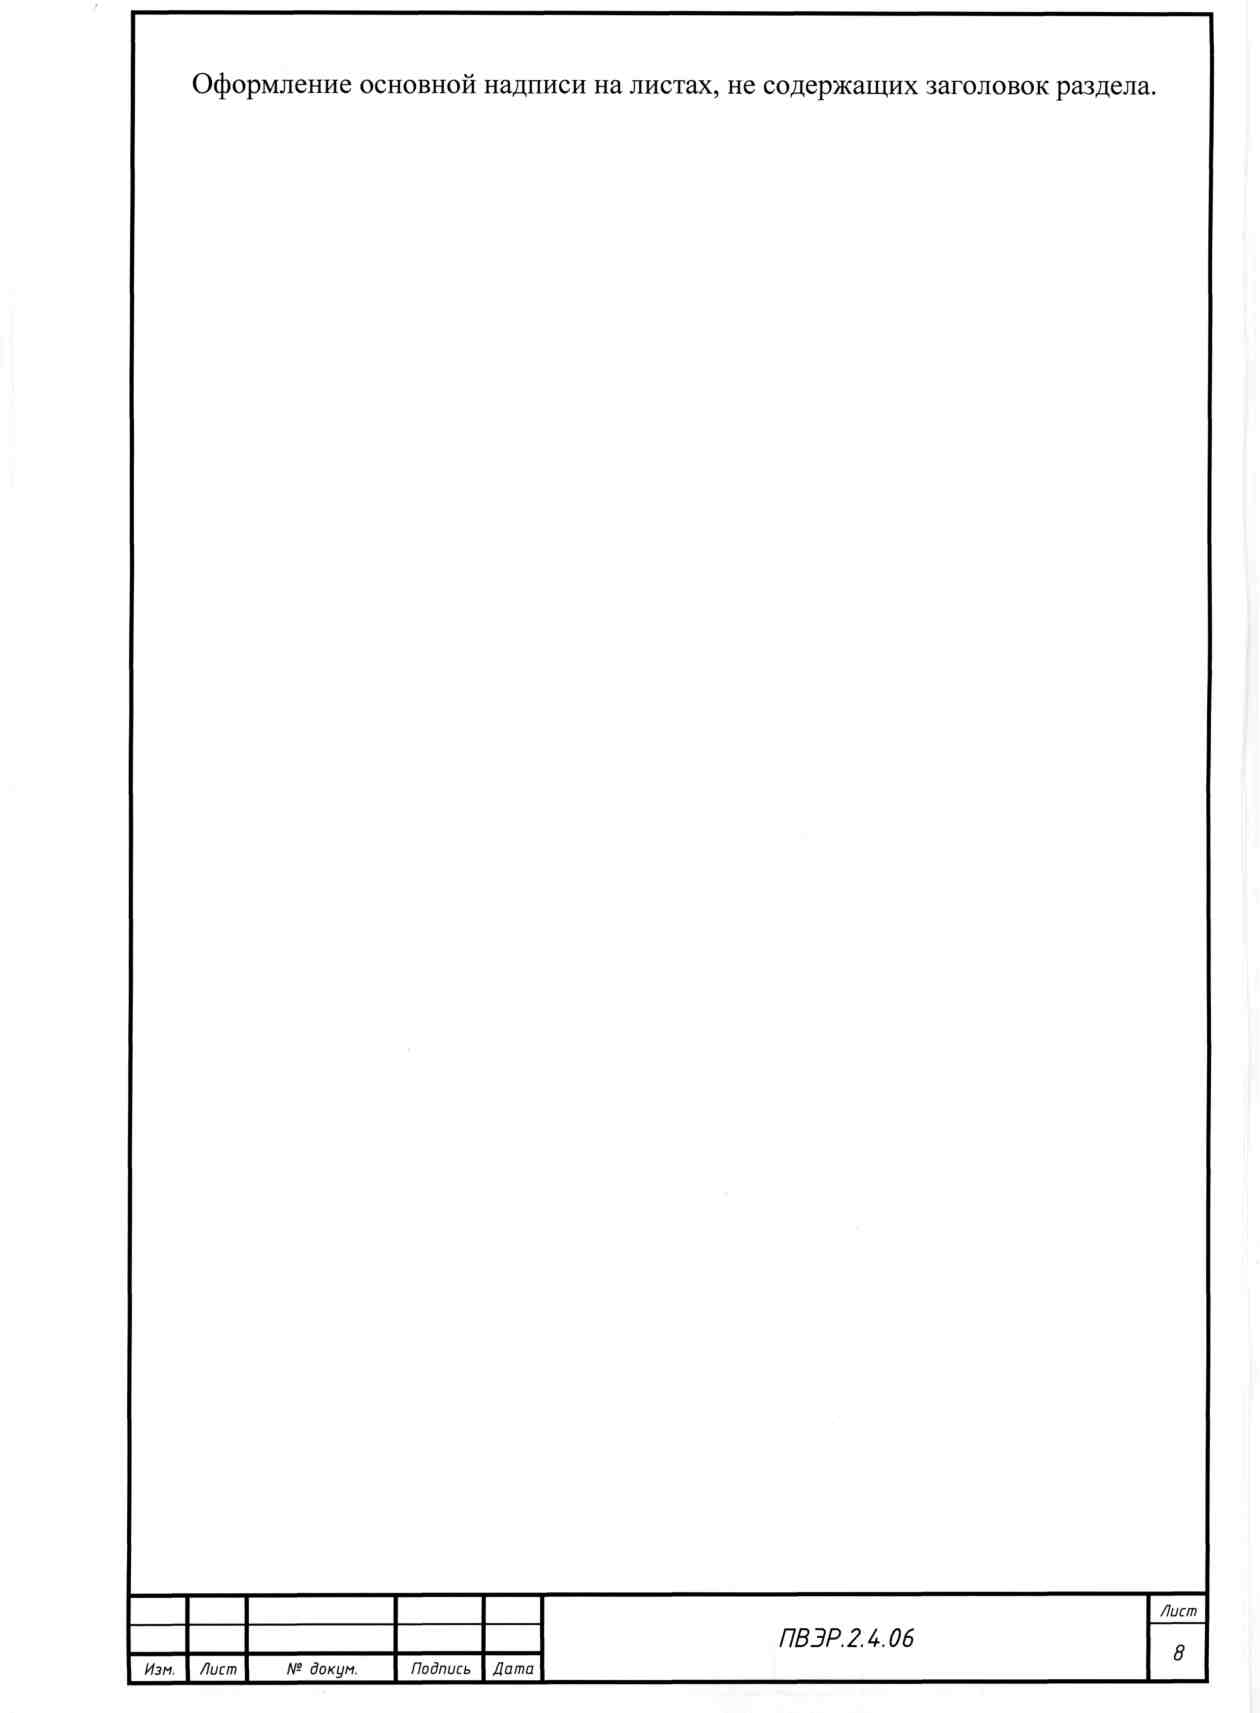 Оформление основной надписи на листах, не содержащих заголовок раздела.
Лист
ПВЭР.2.4.06
8
Изм. Лист № докум. Подпись Дата